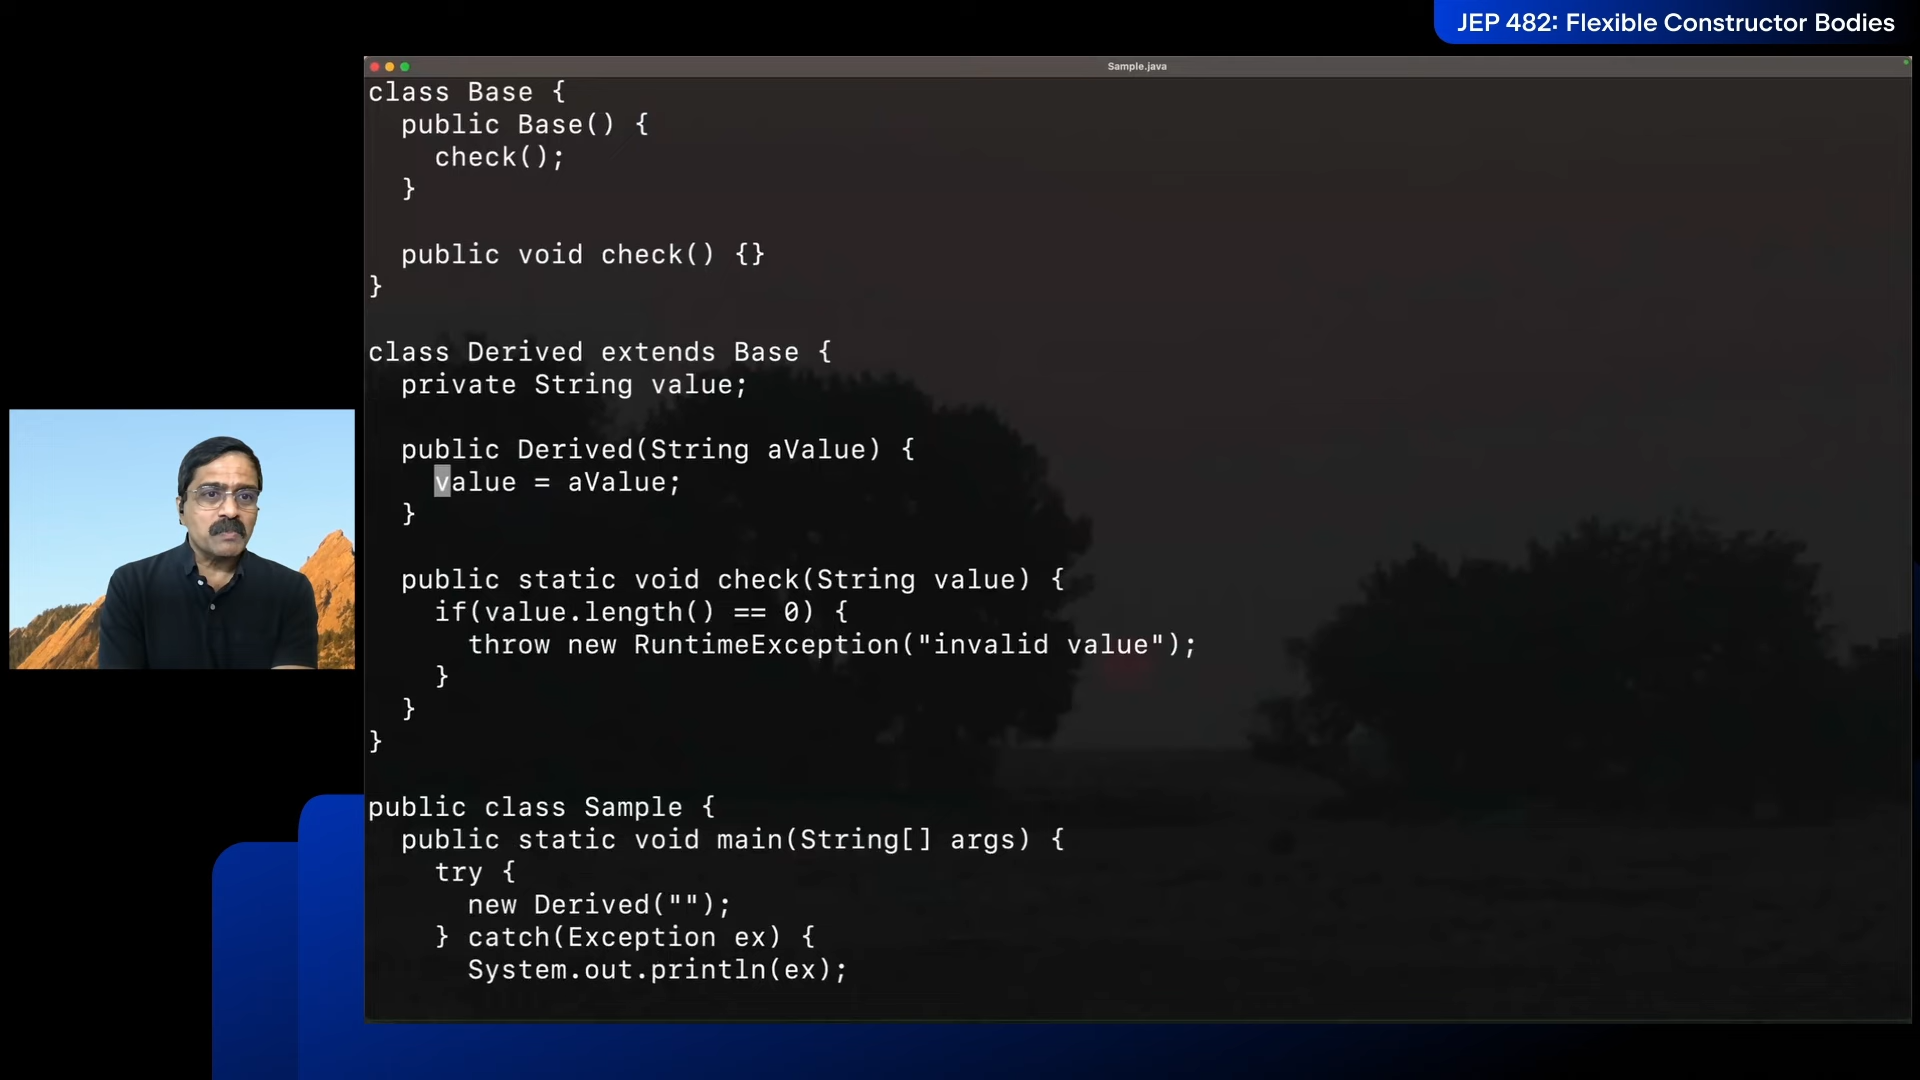 JEP 482: Flexible Constructor Bodies
Sample.java
class Base {
  public Base() {
    check();
  }

  public void check() {}
}

class Derived extends Base {
  private String value;

  public Derived(String aValue) {
    value = aValue;
  }

  public static void check(String value) {
    if(value.length() == 0) {
      throw new RuntimeException("invalid value");
    }
  }
}

public class Sample {
  public static void main(String[] args) {
    try {
      new Derived("");
    } catch(Exception ex) {
      System.out.println(ex);